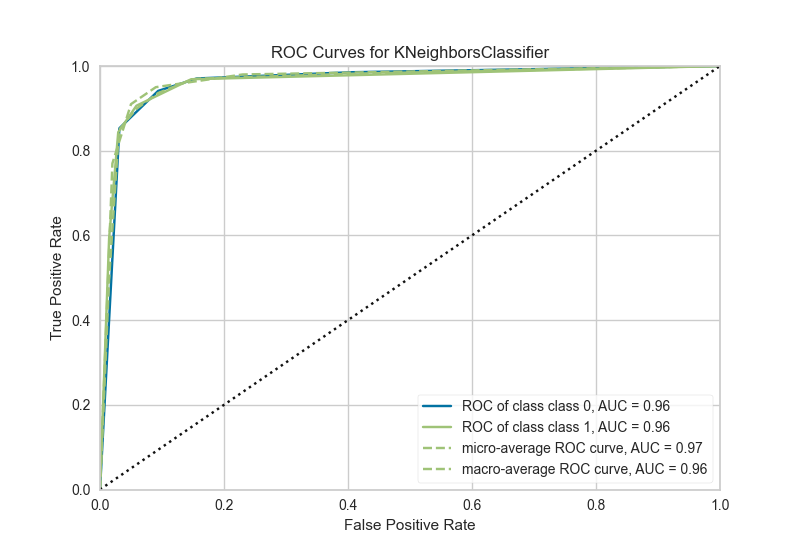 ROC Curves for KNeighborsClassifier
1.0
0.8
0.6
0.4
0.2
0.0
True Positive Rate
ROC of class class 0, AUC = 0.96
ROC of class class 1, AUC = 0.96
micro-average ROC curve, AUC = 0.97
macro-average ROC curve, AUC = 0.96
0.0 0.2 0.4 0.6 0.8 1.0
False Positive Rate